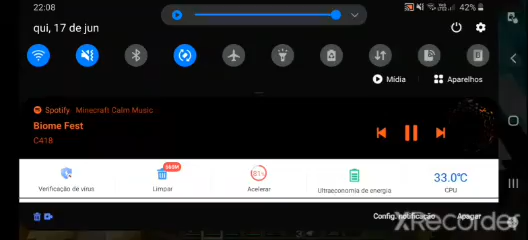 22:08
42%
qui, 17 de jun
Mídia
Aparelhos
Spotify Minecraft Calm Music
Biome Fest
C418
Verificação de vírus
Limpar
81%
Acelerar
Ultraeconomia de energia
33.0°C
CPU
Config. notificação
Apagar
XRecorder